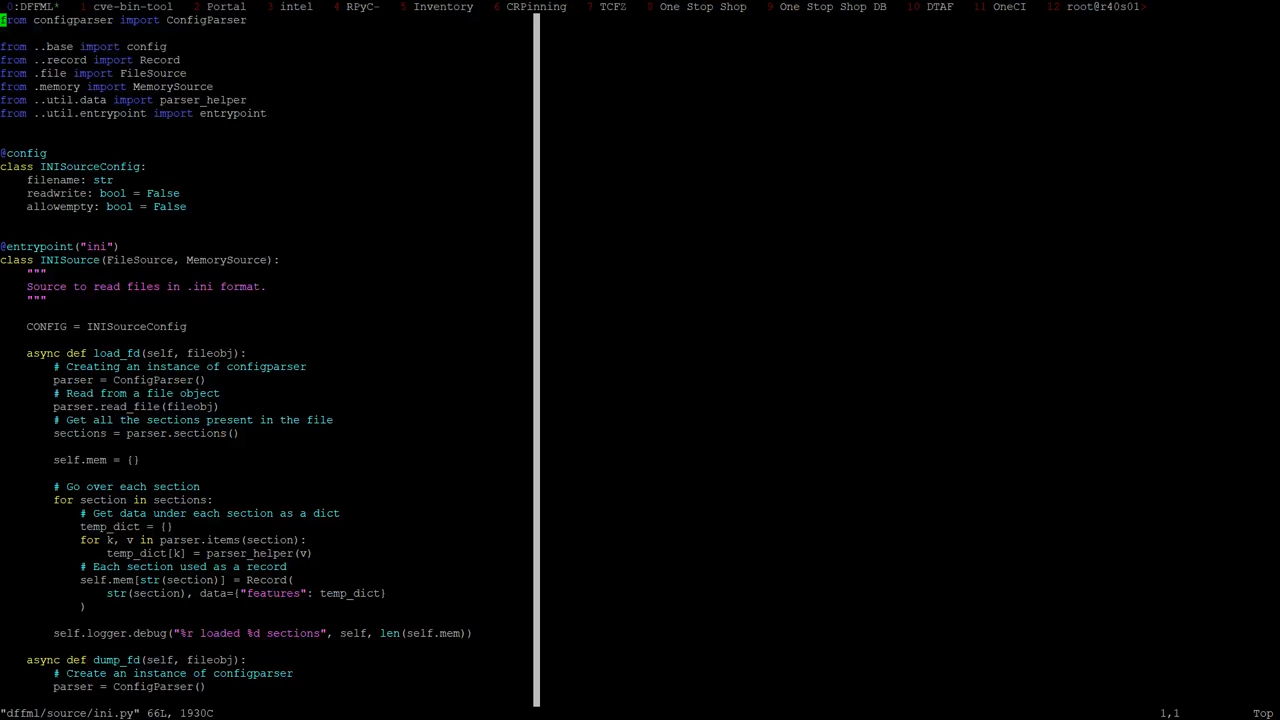 0:DFFML* 1 cve-bin-tool 2 Portal 3 intel 4 RPyC- 5 Inventory 6 CRPinning 7 TCFZ 8 One Stop Shop 9 One Stop Shop DB 10 DTAF 11 OneCI 12 root@r40s01>
from configparser import ConfigParser
from ..base import config
from ..record import Record
from .file import FileSource
from .memory import MemorySource
from ..util.data import parser_helper
from ..util.entrypoint import entrypoint
@config
class INISourceConfig:
    filename: str
    readwrite: bool = False
    allowempty: bool = False
@entrypoint("ini")
class INISource(FileSource, MemorySource):
    """
    Source to read files in .ini format.
    """
    CONFIG = INISourceConfig
    async def load_fd(self, fileobj):
        # Creating an instance of configparser
        parser = ConfigParser()
        # Read from a file object
        parser.read_file(fileobj)
        # Get all the sections present in the file
        sections = parser.sections()
        self.mem = {}
        # Go over each section
        for section in sections:
            # Get data under each section as a dict
            temp_dict = {}
            for k, v in parser.items(section):
                temp_dict[k] = parser_helper(v)
            # Each section used as a record
            self.mem[str(section)] = Record(
                str(section), data={"features": temp_dict}
            )
        self.logger.debug("%r loaded %d sections", self, len(self.mem))
    async def dump_fd(self, fileobj):
        # Create an instance of configparser
        parser = ConfigParser()
"dffml/source/ini.py" 66L, 1930C 1,1 Top